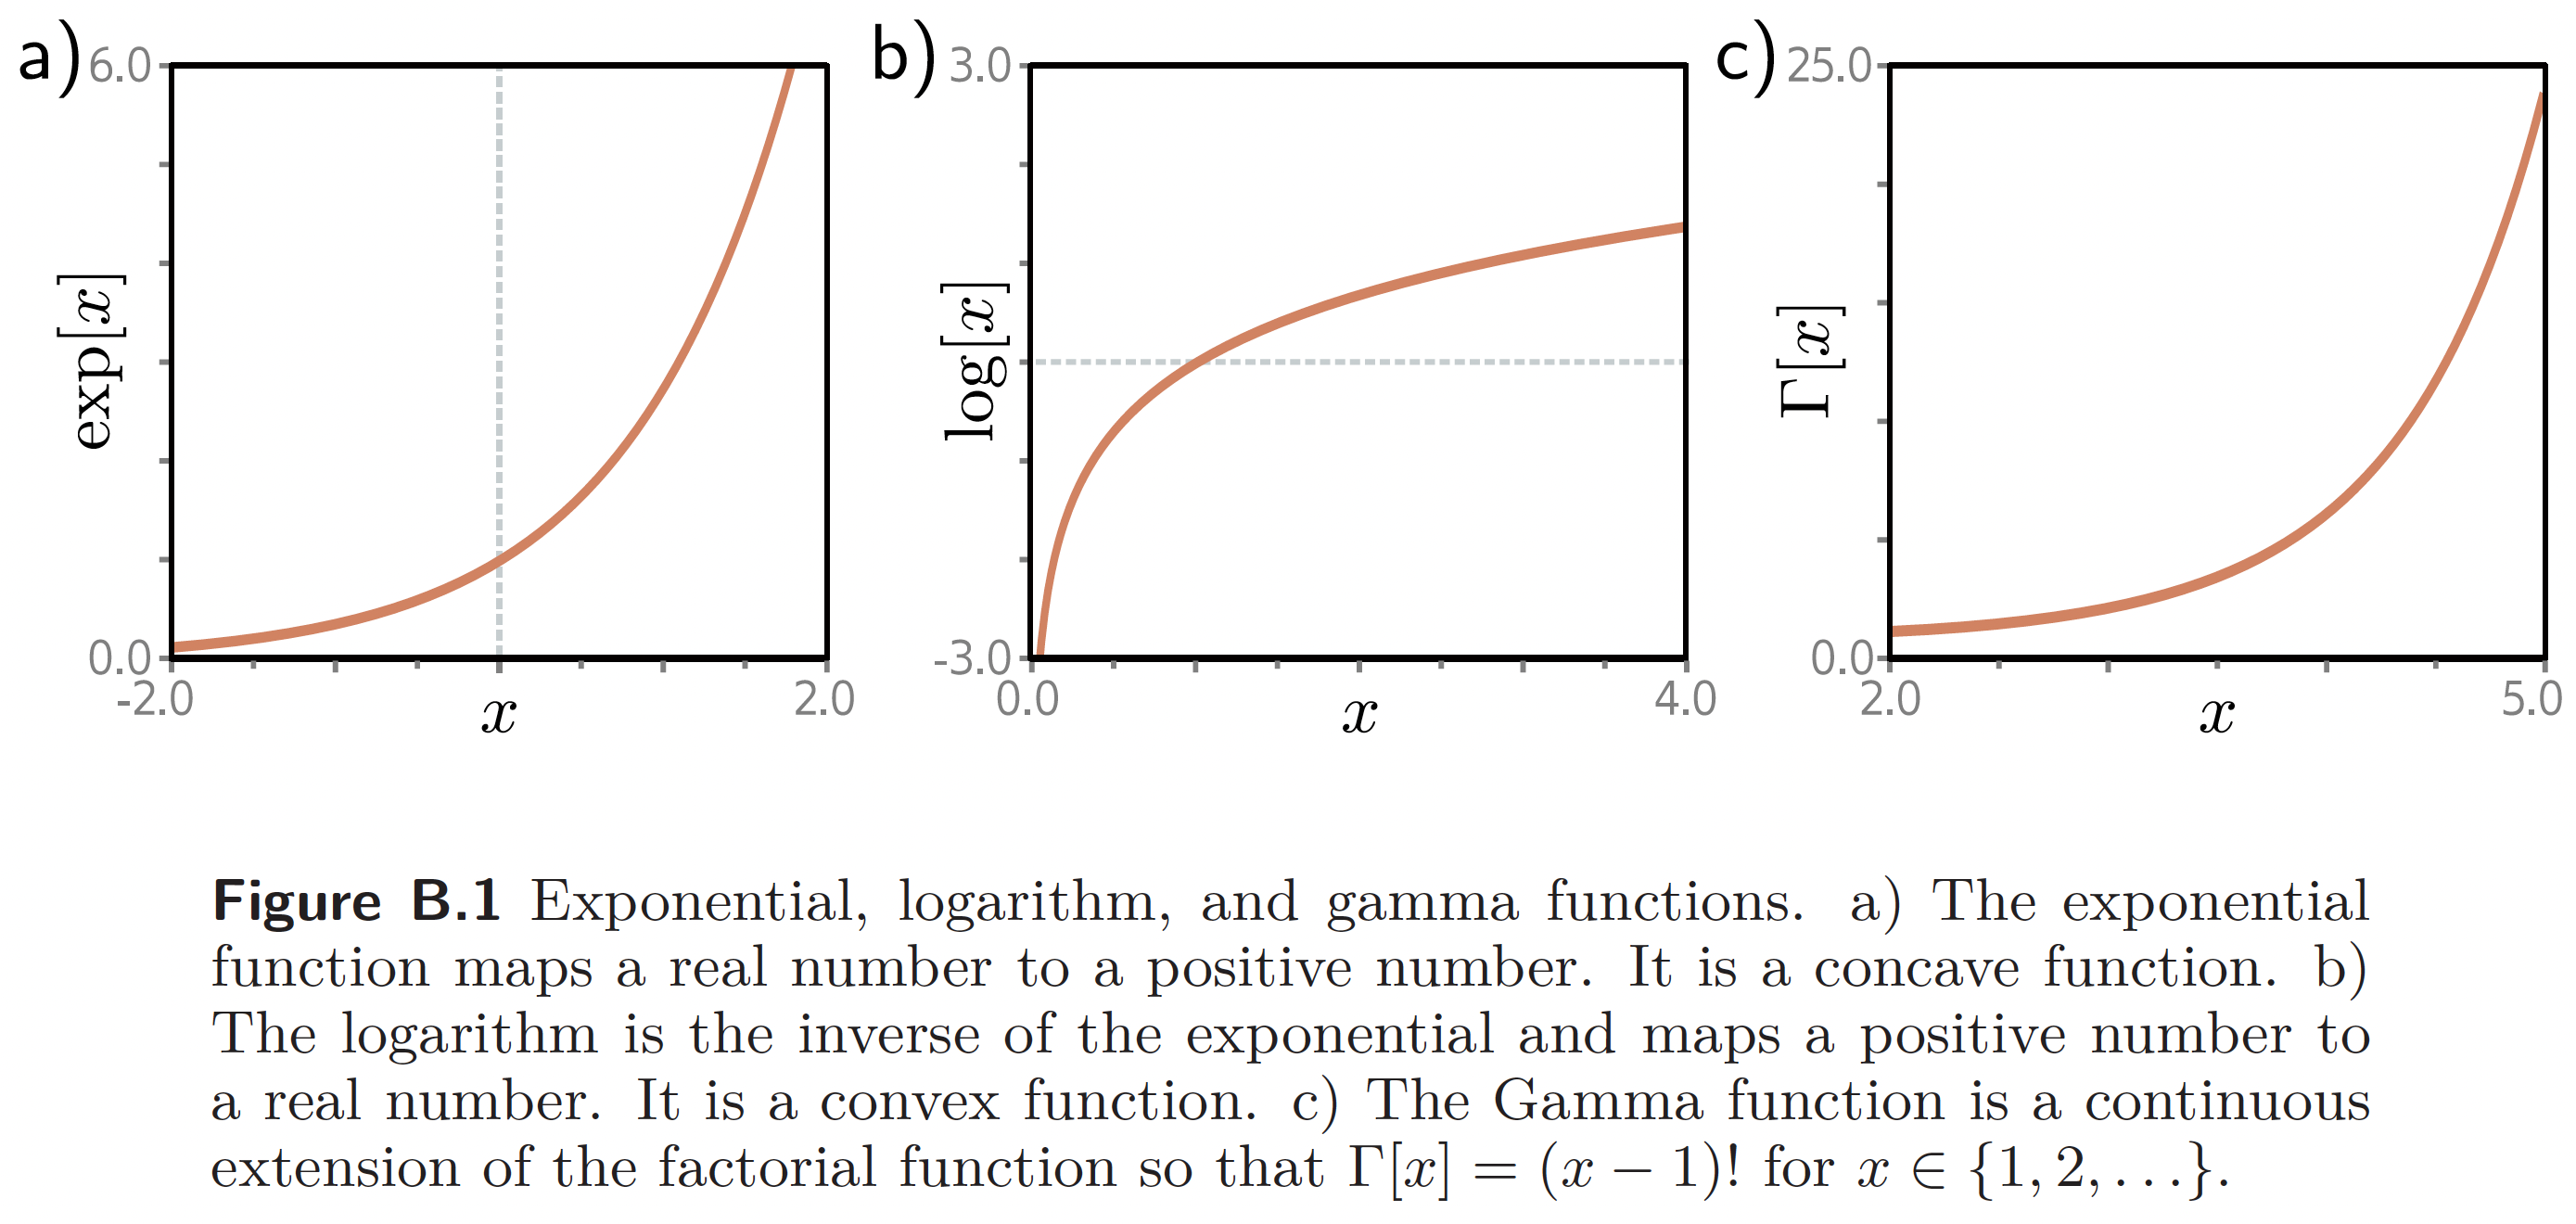 a) 6.0
exp[x]
0.0
-2.0 x 2.0
b) 3.0
log[x]
-3.0
0.0 x 4.0
c) 25.0
Γ[x]
0.0
2.0 x 5.0
Figure B.1 Exponential, logarithm, and gamma functions. a) The exponential
function maps a real number to a positive number. It is a concave function. b)
The logarithm is the inverse of the exponential and maps a positive number to
a real number. It is a convex function. c) The Gamma function is a continuous
extension of the factorial function so that Γ[x] = (x − 1)! for x ∈ {1, 2, . . .}.